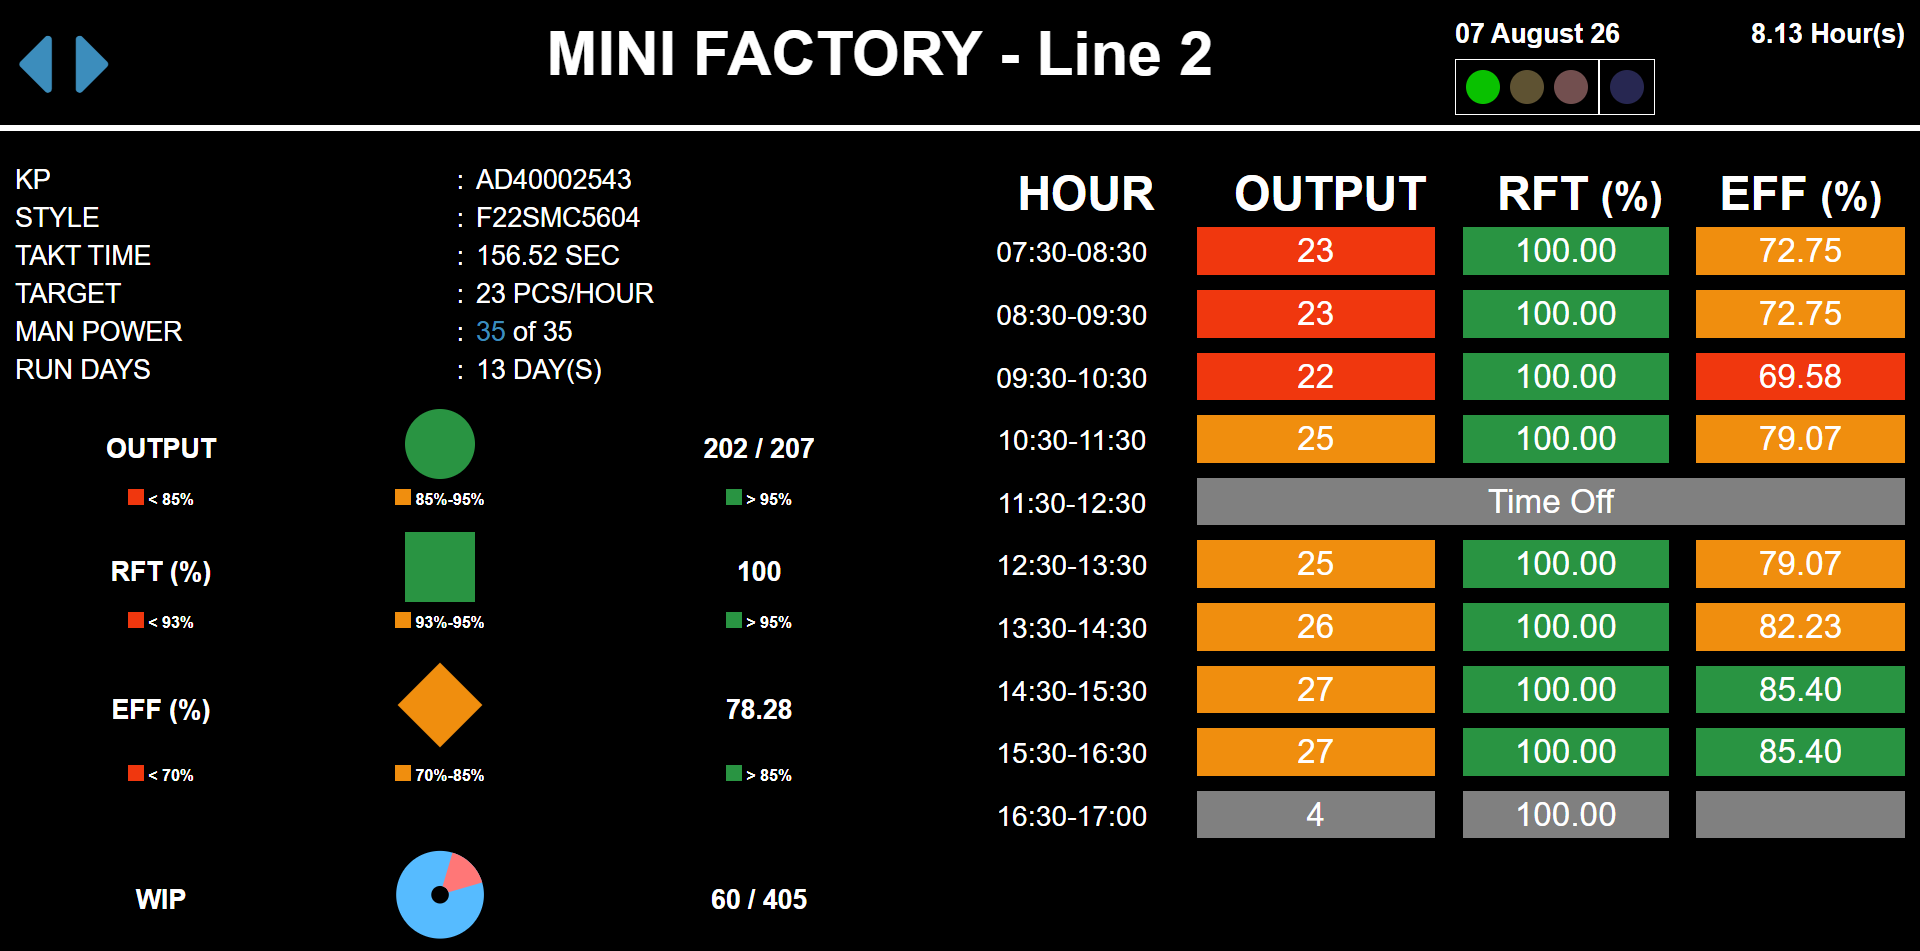 MINI FACTORY - Line 2
07 August 26
8.13 Hour(s)
KP : AD40002543
STYLE : F22SMC5604
TAKT TIME : 156.52 SEC
TARGET : 23 PCS/HOUR
MAN POWER : 35 of 35
RUN DAYS : 13 DAY(S)
OUTPUT 202 / 207
< 85% 85%-95% > 95%
RFT (%) 100
< 93% 93%-95% > 95%
EFF (%) 78.28
< 70% 70%-85% > 85%
WIP 60 / 405
HOUR OUTPUT RFT (%) EFF (%)
07:30-08:30 23 100.00 72.75
08:30-09:30 23 100.00 72.75
09:30-10:30 22 100.00 69.58
10:30-11:30 25 100.00 79.07
11:30-12:30 Time Off
12:30-13:30 25 100.00 79.07
13:30-14:30 26 100.00 82.23
14:30-15:30 27 100.00 85.40
15:30-16:30 27 100.00 85.40
16:30-17:00 4 100.00